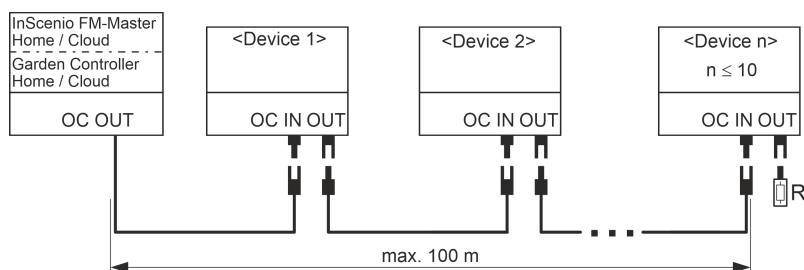 InScenio FM-Master
Home / Cloud
Garden Controller
Home / Cloud
OC OUT
<Device 1>
OC IN OUT
<Device 2>
OC IN OUT
<Device n>
n ≤ 10
OC IN OUT
R
max. 100 m